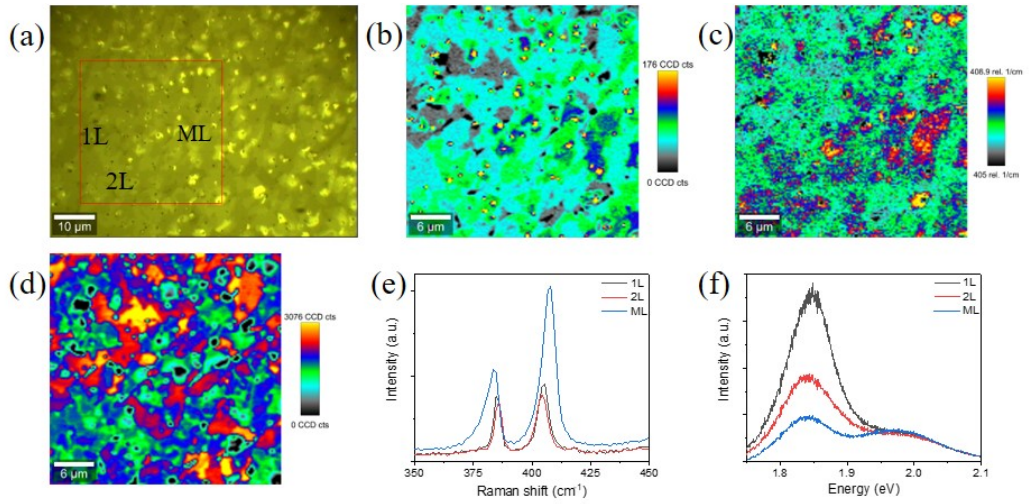 (a)
1L
ML
2L
10 µm
(b)
176 CCD cts
0 CCD cts
6 µm
(c)
408.9 rel. 1/cm
405 rel. 1/cm
6 µm
(d)
3076 CCD cts
0 CCD cts
6 µm
(e)
1L
2L
ML
Intensity (a.u.)
350 375 400 425 450
Raman shift (cm⁻¹)
(f)
1L
2L
ML
Intensity (a.u.)
1.8 1.9 2.0 2.1
Energy (eV)